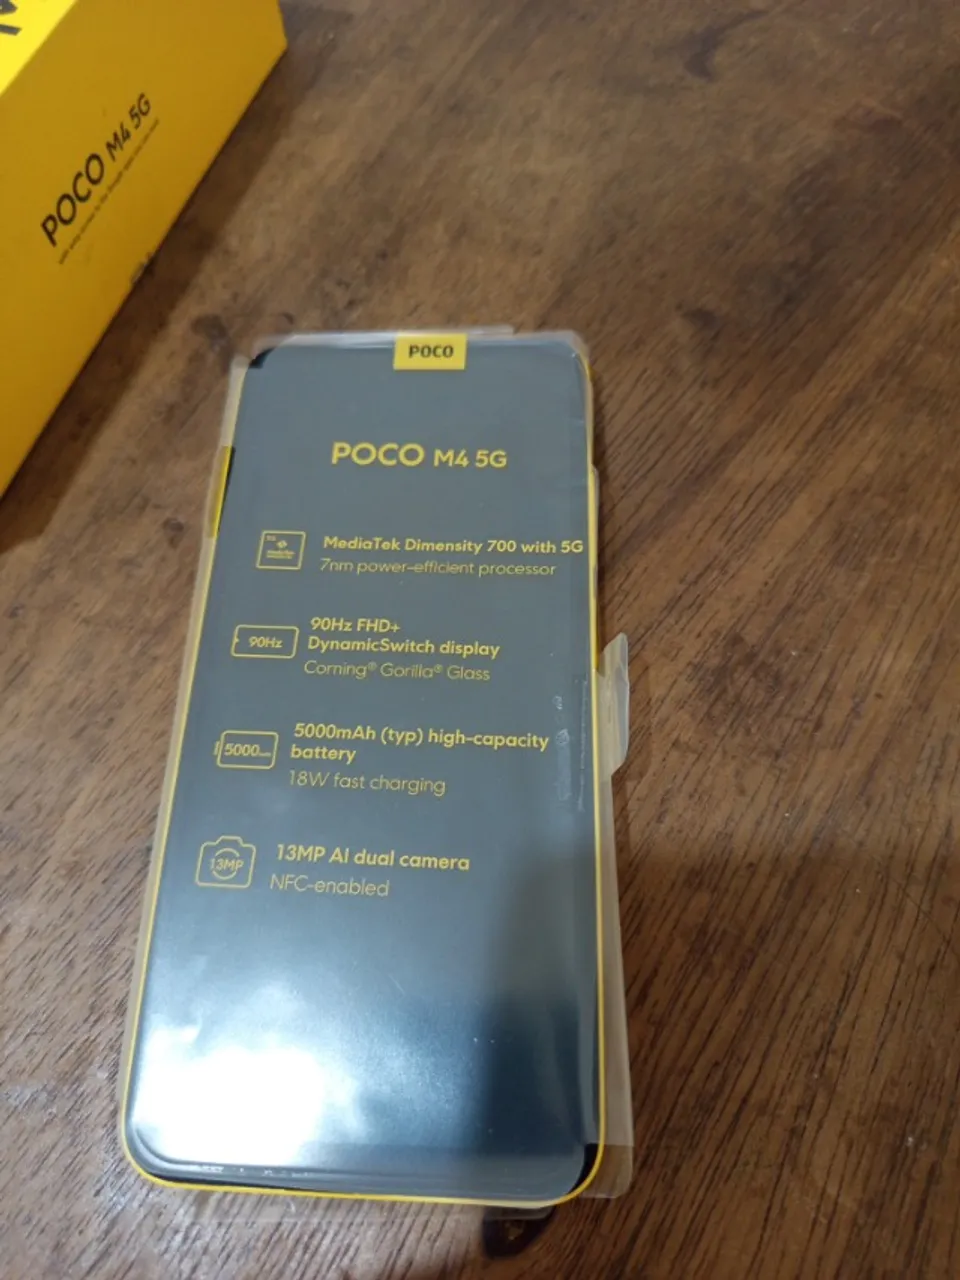 POCO M4 5G
POCO
POCO M4 5G
MediaTek Dimensity 700 with 5G
7nm power-efficient processor
90Hz
90Hz FHD+
DynamicSwitch display
Corning® Gorilla® Glass
5000mAh
5000mAh (typ) high-capacity
battery
18W fast charging
13MP
13MP AI dual camera
NFC-enabled